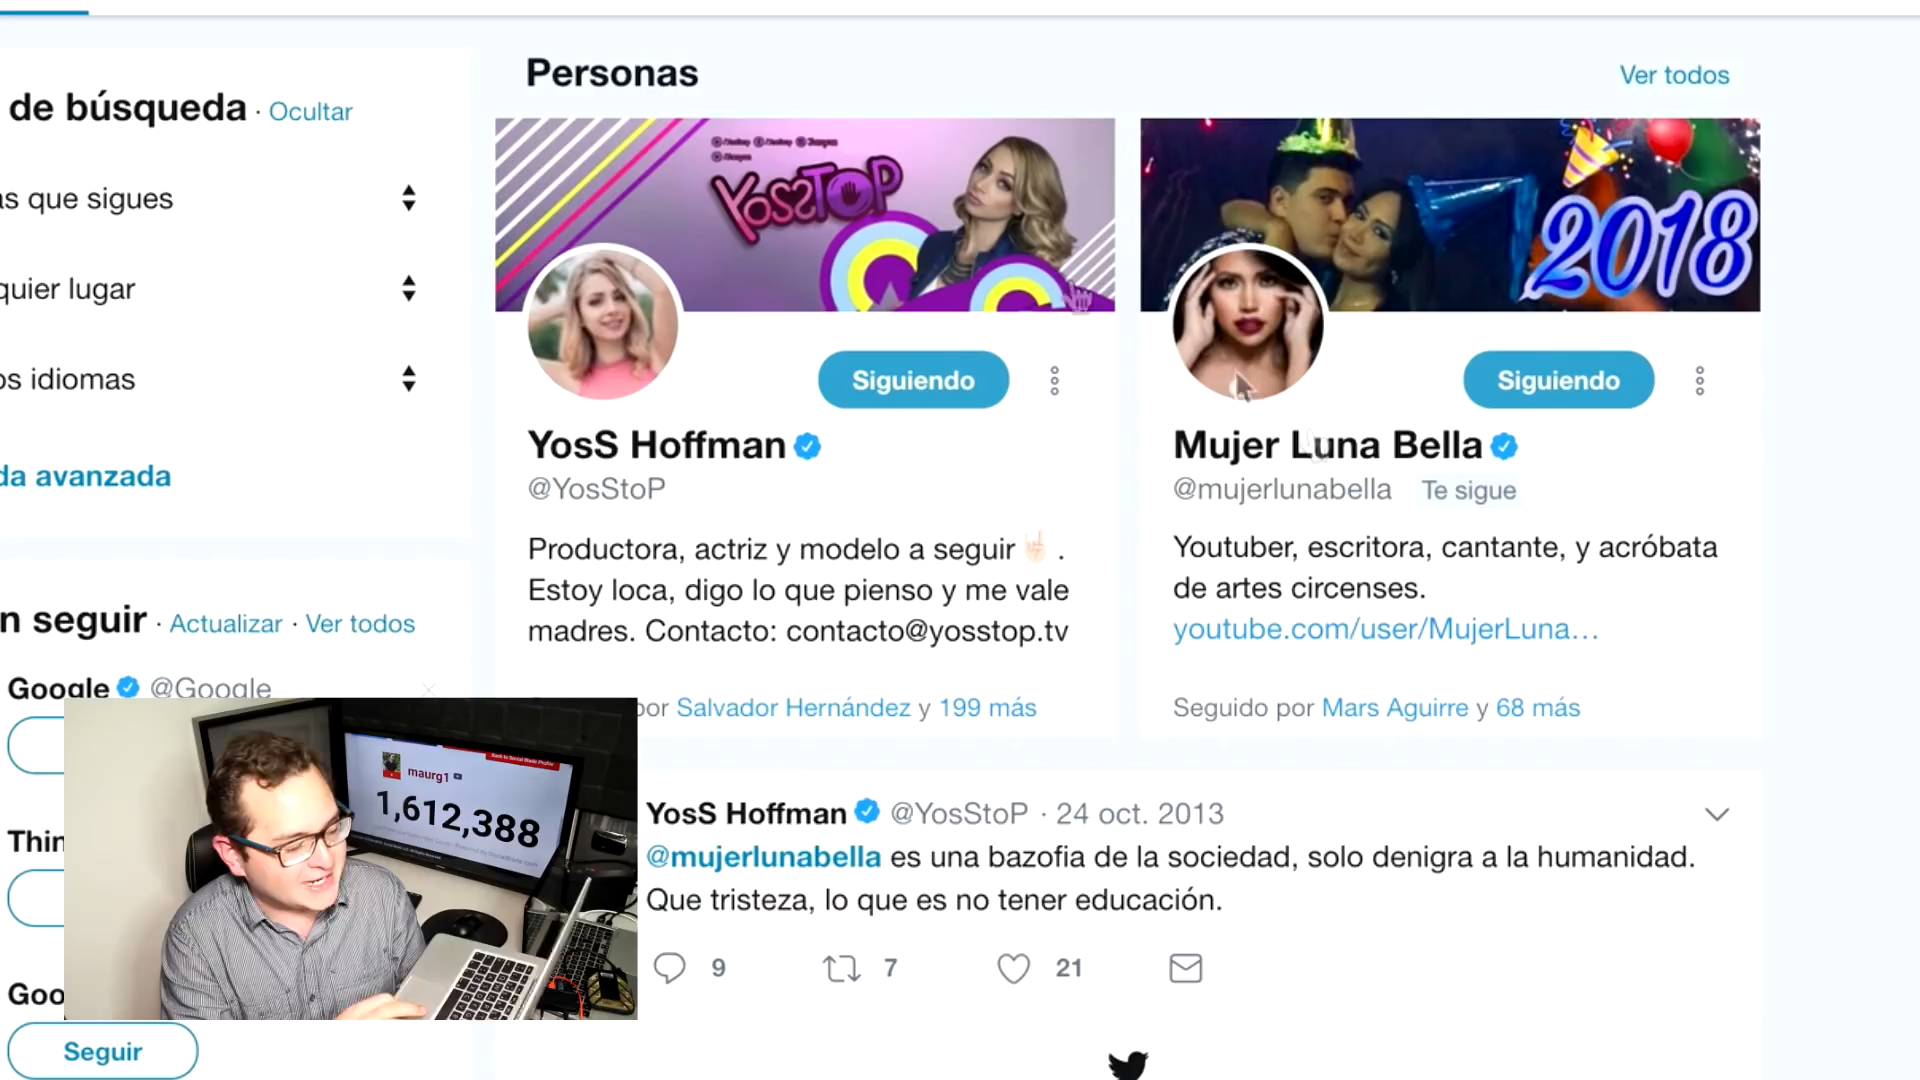 de búsqueda · Ocultar
as que sigues
quier lugar
os idiomas
da avanzada
n seguir · Actualizar · Ver todos
Google @Google
Thin
Goo
Seguir
Personas
Ver todos
YosSToP
Siguiendo
YosS Hoffman
@YosStoP
Productora, actriz y modelo a seguir .
Estoy loca, digo lo que pienso y me vale
madres. Contacto: contacto@yosstop.tv
por Salvador Hernández y 199 más
2018
Siguiendo
Mujer Luna Bella
@mujerlunabella Te sigue
Youtuber, escritora, cantante, y acróbata
de artes circenses.
youtube.com/user/MujerLuna…
Seguido por Mars Aguirre y 68 más
YosS Hoffman @YosStoP · 24 oct. 2013
@mujerlunabella es una bazofia de la sociedad, solo denigra a la humanidad.
Que tristeza, lo que es no tener educación.
9 7 21
Back to Social Blade Profile
maurg1
1,612,388